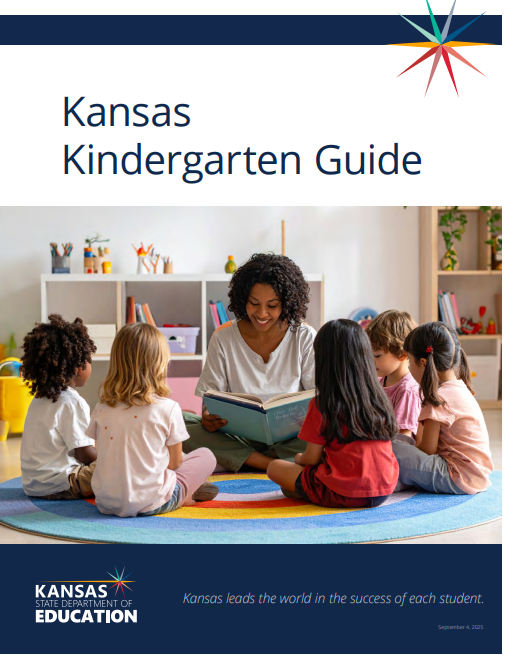 Kansas
Kindergarten Guide
KANSAS
STATE DEPARTMENT OF
EDUCATION
Kansas leads the world in the success of each student.
September 4, 2025